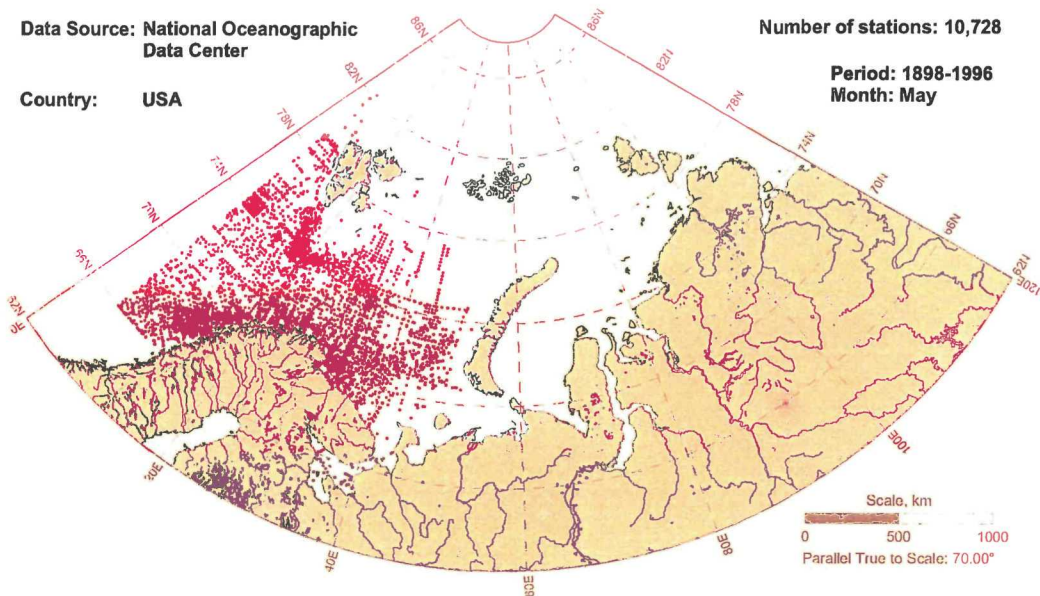 Data Source: National Oceanographic
Data Center
Country: USA
Number of stations: 10,728
Period: 1898-1996
Month: May
86N
82N
78N
74N
70N
66N
62N
0E
86N
82N
78N
74N
70N
66N
62N
120E
20E
40E
60E
80E
100E
Scale, km
0 500 1000
Parallel True to Scale: 70.00°